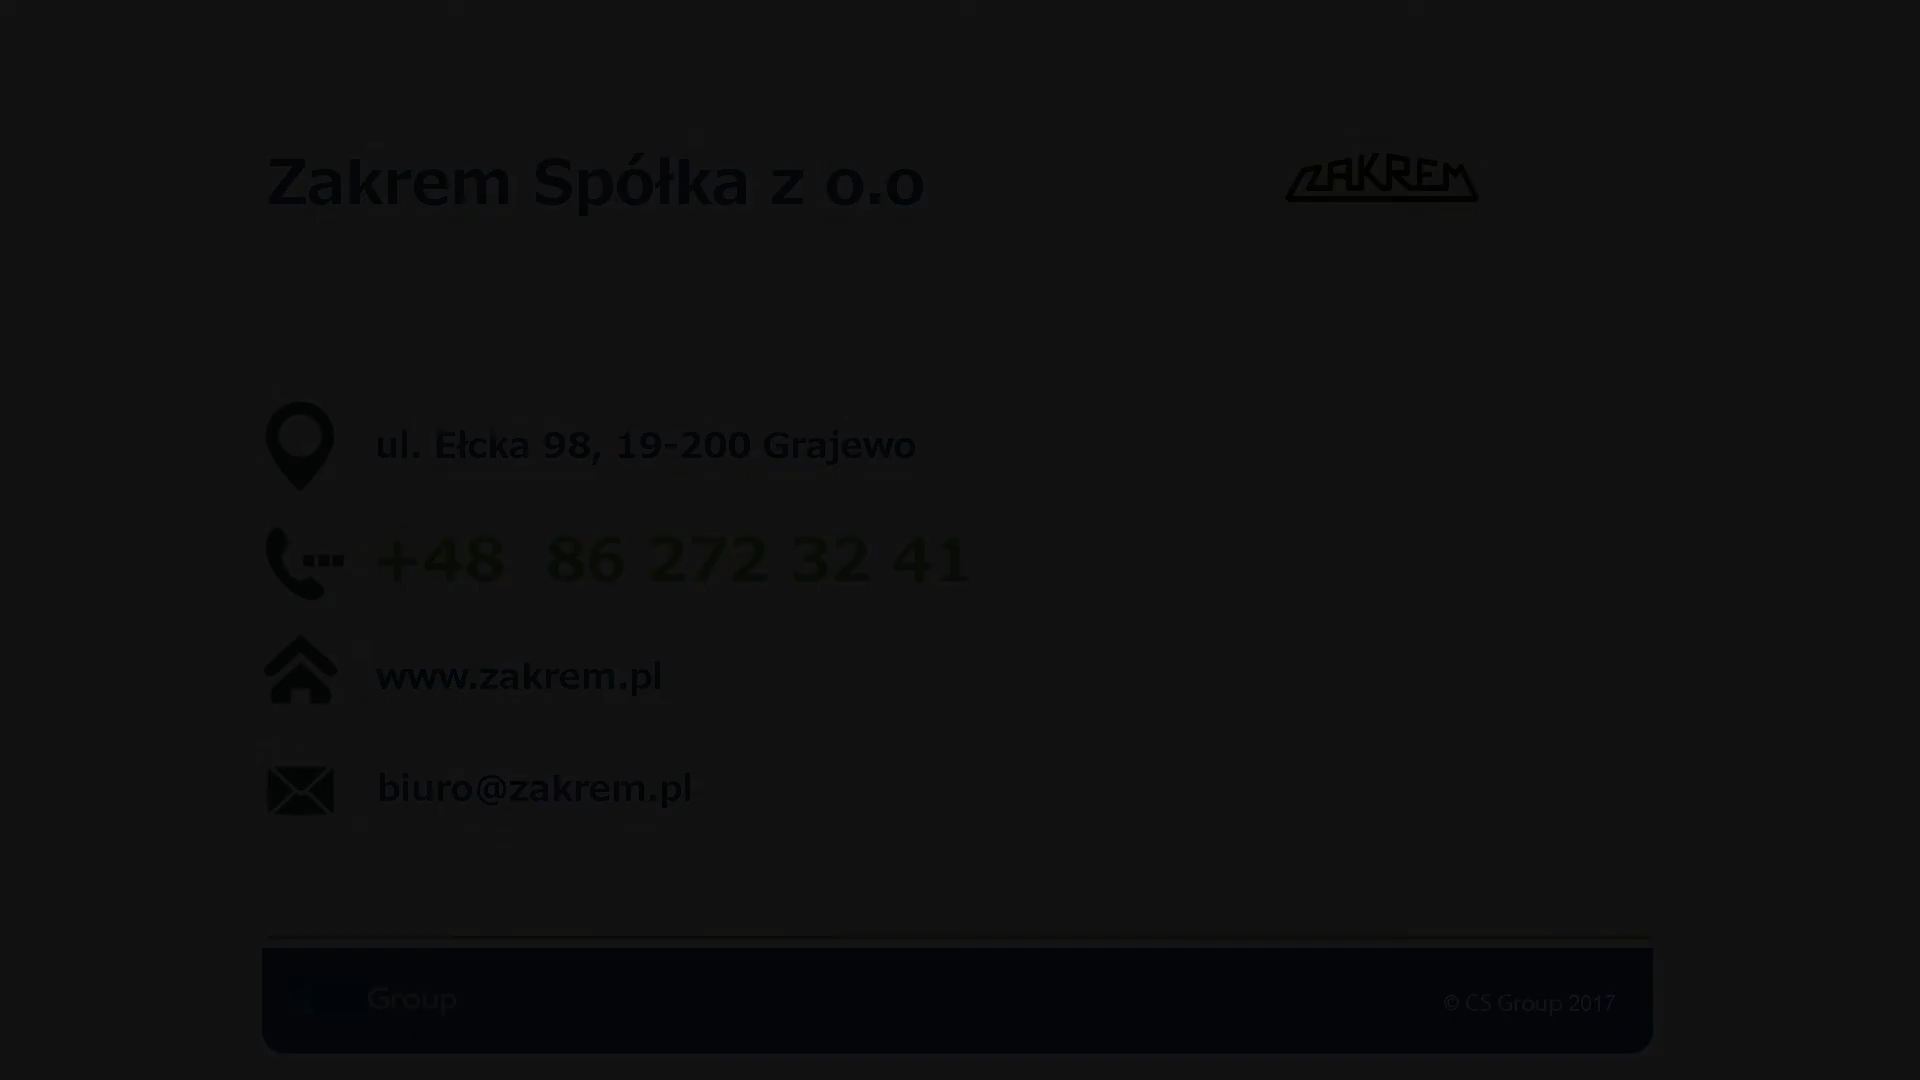 Zakrem Spółka z o.o
ZAKREM
ul. Ełcka 98, 19-200 Grajewo
+48 86 272 32 41
www.zakrem.pl
biuro@zakrem.pl
Group
© CS Group 2017